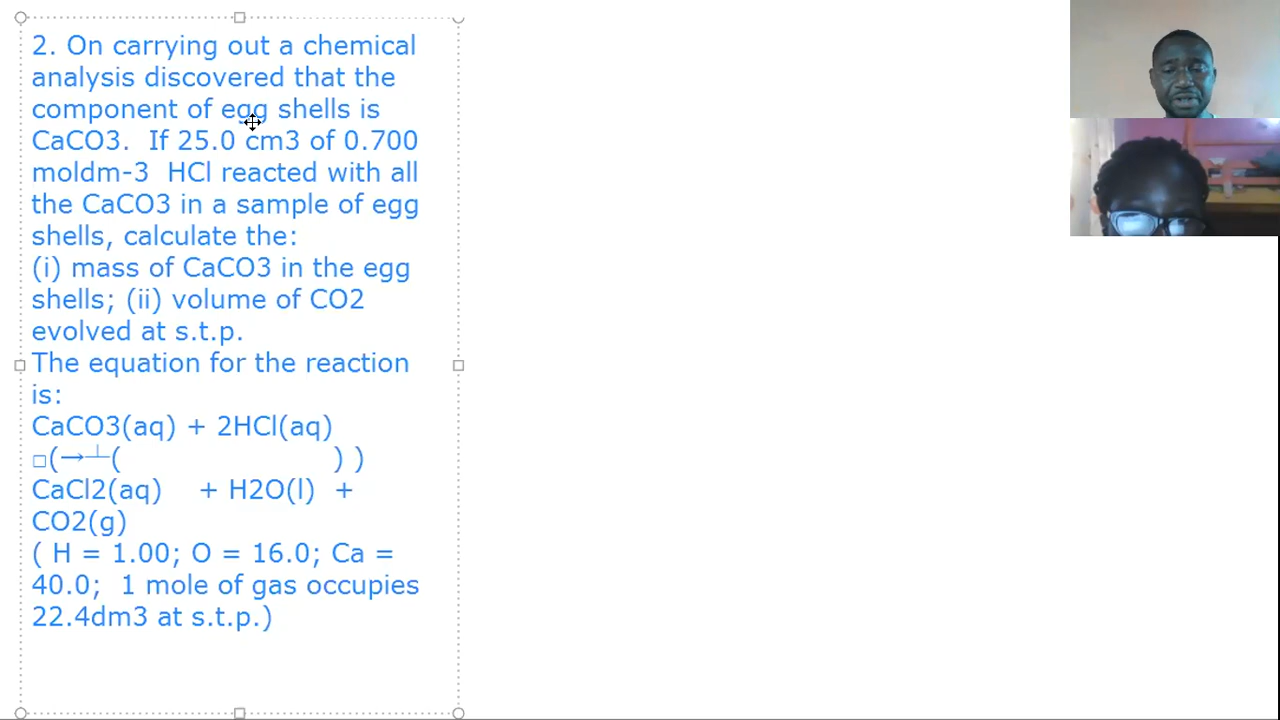 2. On carrying out a chemical
analysis discovered that the
component of egg shells is
CaCO3.  If 25.0 cm3 of 0.700
moldm-3  HCl reacted with all
the CaCO3 in a sample of egg
shells, calculate the:
(i) mass of CaCO3 in the egg
shells; (ii) volume of CO2
evolved at s.t.p.
The equation for the reaction
is:
CaCO3(aq) + 2HCl(aq)
□(→┴( ) )
CaCl2(aq)    + H2O(l)  +
CO2(g)
( H = 1.00; O = 16.0; Ca =
40.0;  1 mole of gas occupies
22.4dm3 at s.t.p.)